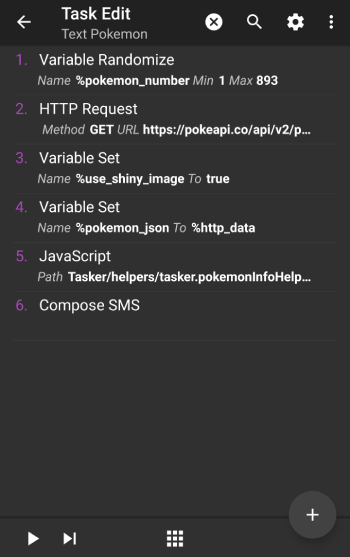 Task Edit
Text Pokemon
1. Variable Randomize
Name %pokemon_number Min 1 Max 893
2. HTTP Request
Method GET URL https://pokeapi.co/api/v2/p...
3. Variable Set
Name %use_shiny_image To true
4. Variable Set
Name %pokemon_json To %http_data
5. JavaScript
Path Tasker/helpers/tasker.pokemonInfoHelp...
6. Compose SMS